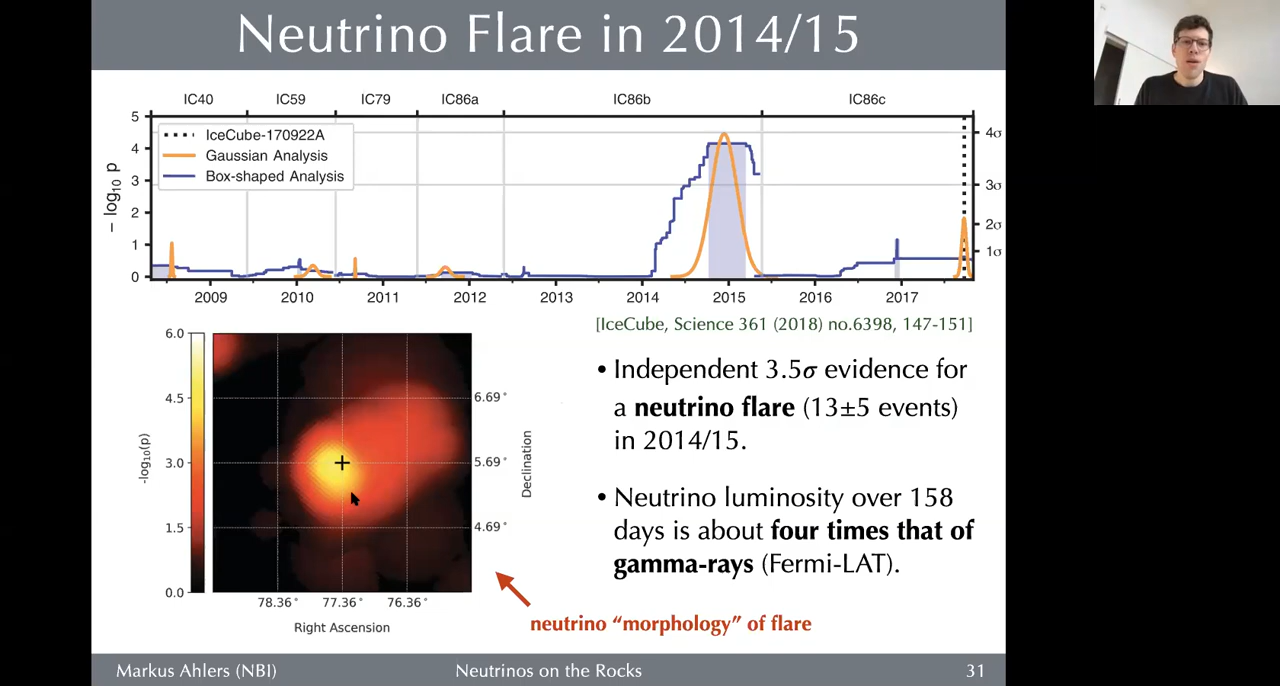 Neutrino Flare in 2014/15
IC40 IC59 IC79 IC86a IC86b IC86c
5
4
3
2
1
0
− log10 p
IceCube-170922A
Gaussian Analysis
Box-shaped Analysis
4σ
3σ
2σ
1σ
2009 2010 2011 2012 2013 2014 2015 2016 2017
[IceCube, Science 361 (2018) no.6398, 147-151]
6.0
4.5
3.0
1.5
0.0
-log10(p)
6.69°
5.69°
4.69°
Declination
78.36° 77.36° 76.36°
Right Ascension
• Independent 3.5σ evidence for
a neutrino flare (13±5 events)
in 2014/15.
• Neutrino luminosity over 158
days is about four times that of
gamma-rays (Fermi-LAT).
neutrino “morphology” of flare
Markus Ahlers (NBI) Neutrinos on the Rocks 31